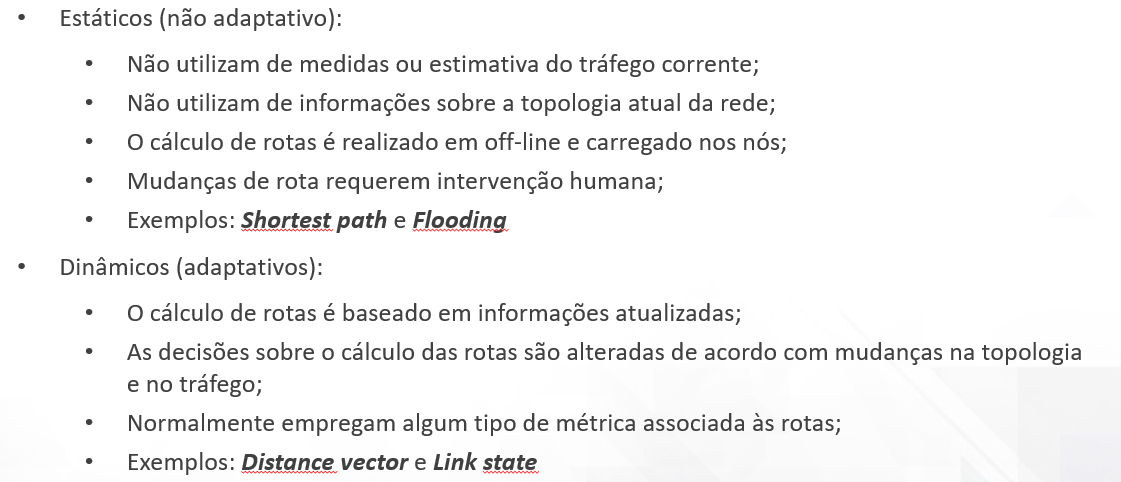 • Estáticos (não adaptativo):
• Não utilizam de medidas ou estimativa do tráfego corrente;
• Não utilizam de informações sobre a topologia atual da rede;
• O cálculo de rotas é realizado em off-line e carregado nos nós;
• Mudanças de rota requerem intervenção humana;
• Exemplos: Shortest path e Flooding
• Dinâmicos (adaptativos):
• O cálculo de rotas é baseado em informações atualizadas;
• As decisões sobre o cálculo das rotas são alteradas de acordo com mudanças na topologia
e no tráfego;
• Normalmente empregam algum tipo de métrica associada às rotas;
• Exemplos: Distance vector e Link state